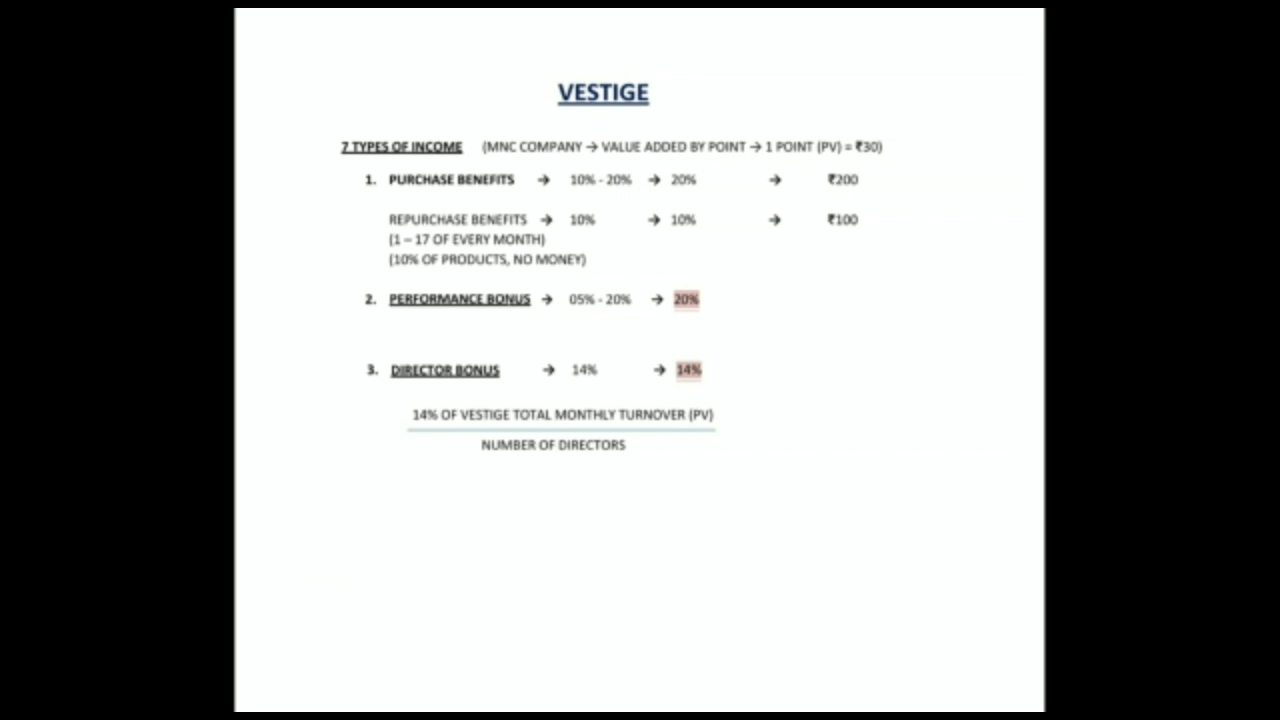 VESTIGE
7 TYPES OF INCOME (MNC COMPANY → VALUE ADDED BY POINT → 1 POINT (PV) = ₹30)
1. PURCHASE BENEFITS → 10% - 20% → 20% → ₹200
REPURCHASE BENEFITS → 10% → 10% → ₹100
(1 – 17 OF EVERY MONTH)
(10% OF PRODUCTS, NO MONEY)
2. PERFORMANCE BONUS → 05% - 20% → 20%
3. DIRECTOR BONUS → 14% → 14%
14% OF VESTIGE TOTAL MONTHLY TURNOVER (PV)
NUMBER OF DIRECTORS